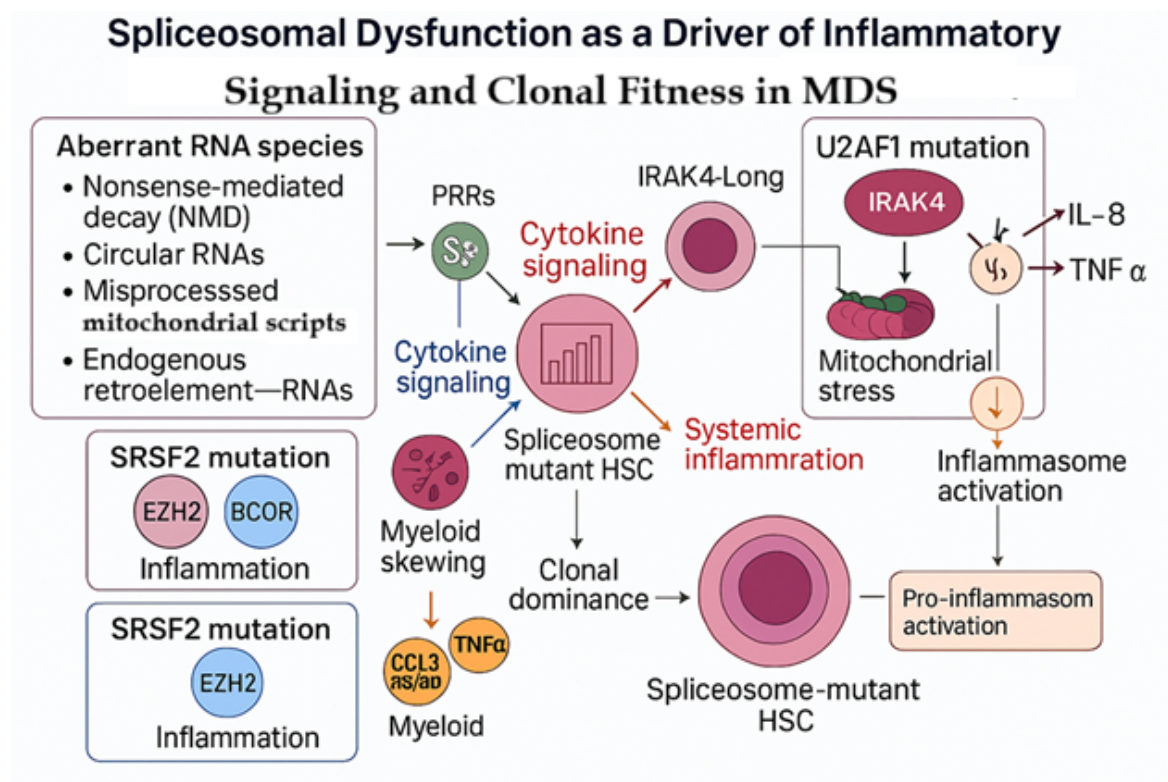 Spliceosomal Dysfunction as a Driver of Inflammatory
Signaling and Clonal Fitness in MDS
Aberrant RNA species
• Nonsense-mediated
decay (NMD)
• Circular RNAs
• Misprocesssed
mitochondrial scripts
• Endogenous
retroelement—RNAs
PRRs
Cytokine
signaling
IRAK4-Long
U2AF1 mutation
IRAK4
IL-8
TNF α
Mitochondrial
stress
Cytokine
signaling
Spliceosome
mutant HSC
Systemic
inflammration
Inflammasome
activation
SRSF2 mutation
EZH2
BCOR
Inflammation
Myeloid
skewing
Clonal
dominance
Pro-inflammasom
activation
SRSF2 mutation
EZH2
Inflammation
CCL3
TNFα
Myeloid
Spliceosome-mutant
HSC